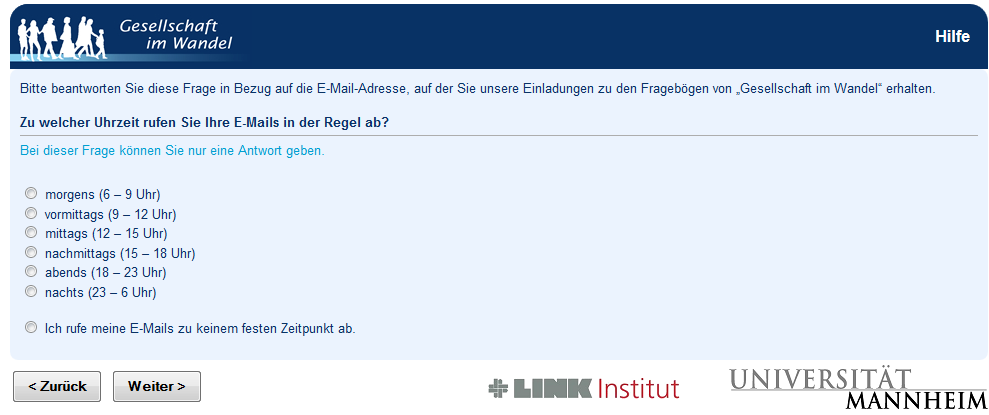 Gesellschaft
im Wandel
Hilfe
Bitte beantworten Sie diese Frage in Bezug auf die E-Mail-Adresse, auf der Sie unsere Einladungen zu den Fragebögen von „Gesellschaft im Wandel“ erhalten.
Zu welcher Uhrzeit rufen Sie Ihre E-Mails in der Regel ab?
Bei dieser Frage können Sie nur eine Antwort geben.
morgens (6 – 9 Uhr)
vormittags (9 – 12 Uhr)
mittags (12 – 15 Uhr)
nachmittags (15 – 18 Uhr)
abends (18 – 23 Uhr)
nachts (23 – 6 Uhr)
Ich rufe meine E-Mails zu keinem festen Zeitpunkt ab.
< Zurück
Weiter >
LINK Institut
UNIVERSITÄT
MANNHEIM